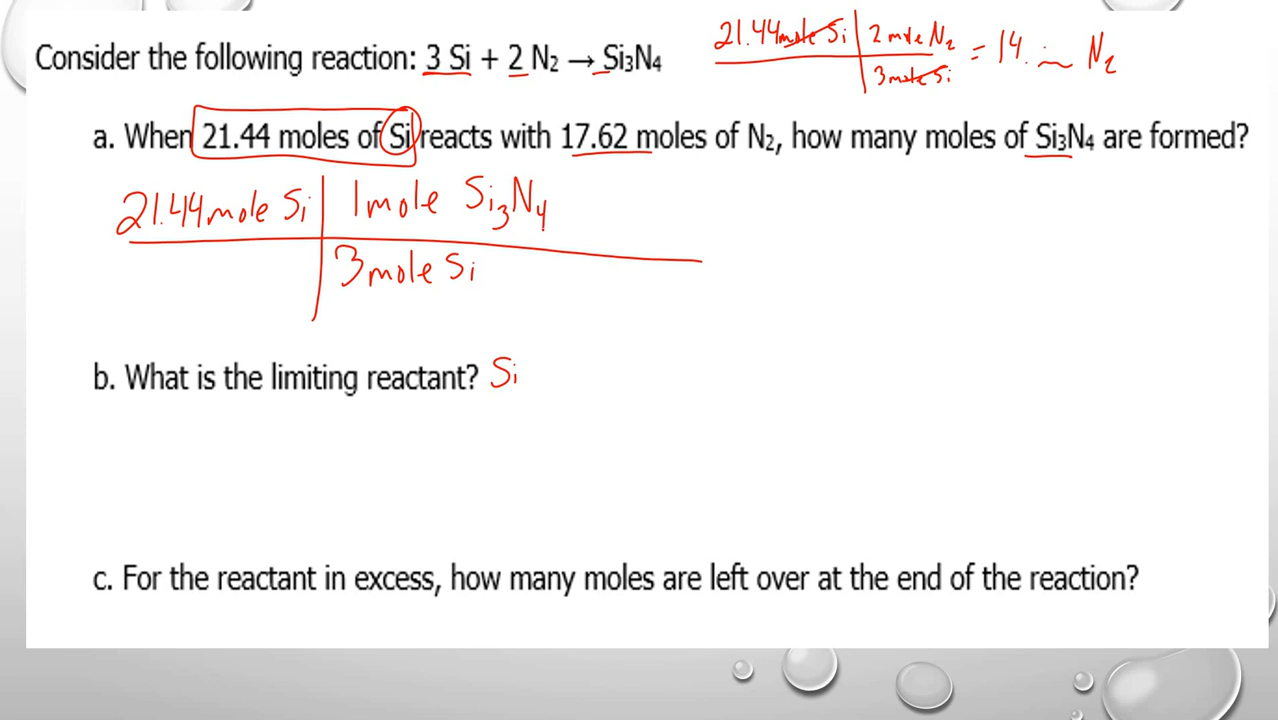 Consider the following reaction: 3 Si + 2 N₂ → Si₃N₄
21.44 mole Si | 2 mole N₂ = 14. N₂
3 mole Si
a. When 21.44 moles of Si reacts with 17.62 moles of N₂, how many moles of Si₃N₄ are formed?
21.44 mole Si | 1 mole Si₃N₄
3 mole Si
b. What is the limiting reactant? Si
c. For the reactant in excess, how many moles are left over at the end of the reaction?